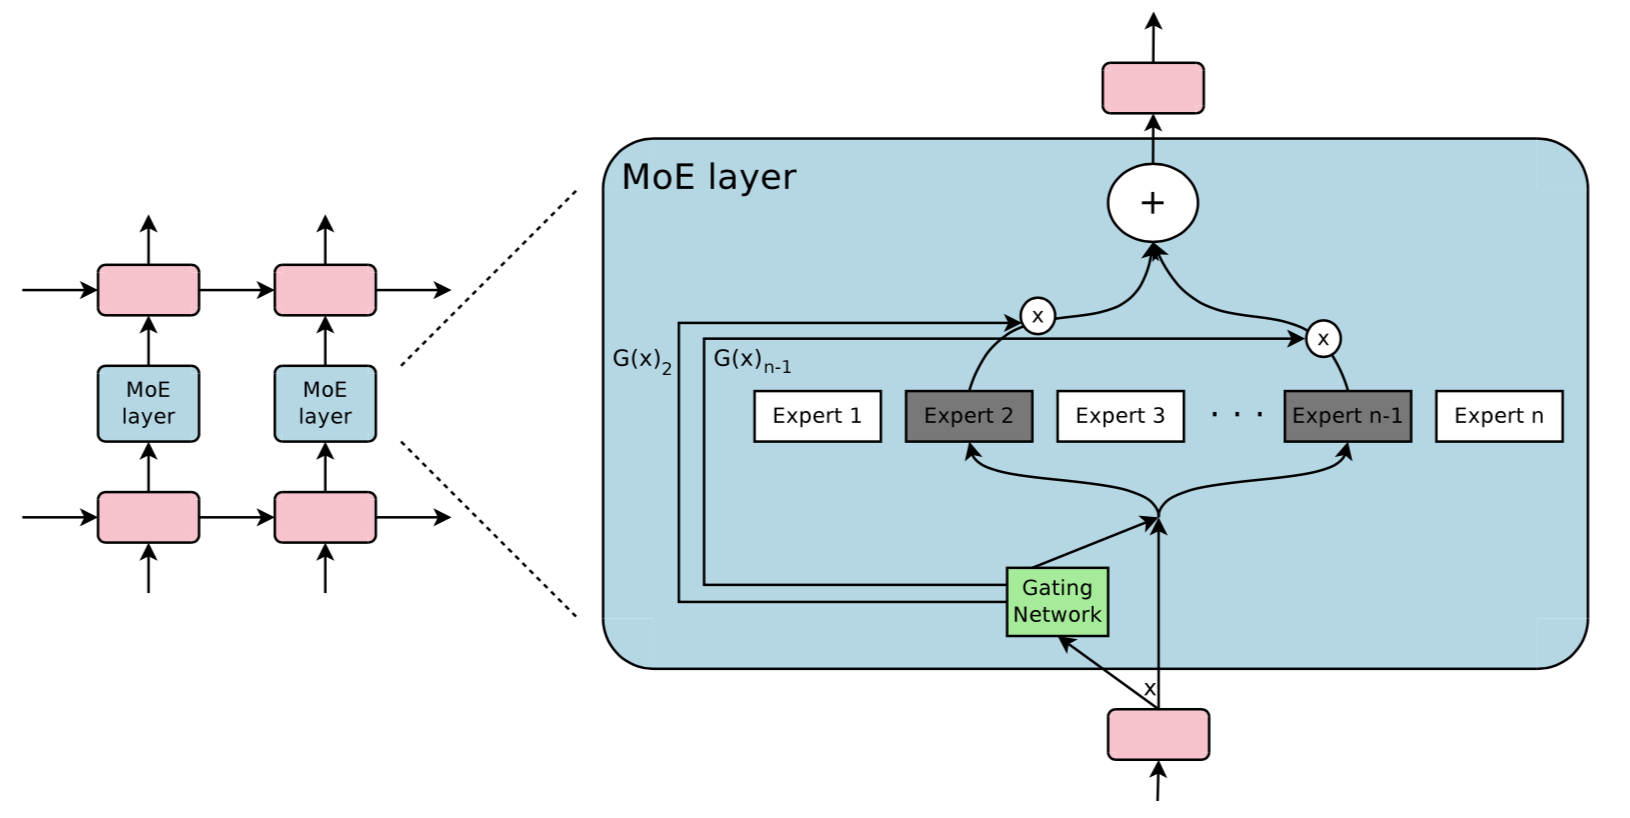 MoE layer
+
x
x
G(x)2
G(x)n-1
MoE
layer
MoE
layer
Expert 1
Expert 2
Expert 3
. . .
Expert n-1
Expert n
Gating
Network
x